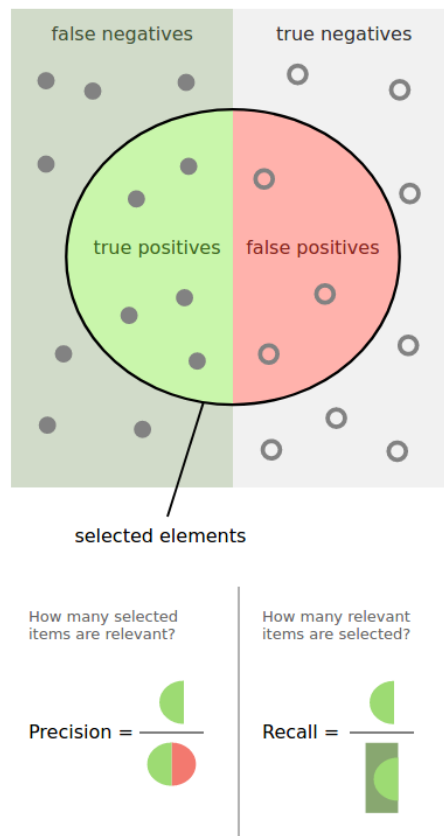 false negatives
true negatives
true positives
false positives
selected elements
How many selected
items are relevant?
How many relevant
items are selected?
Precision =
Recall =